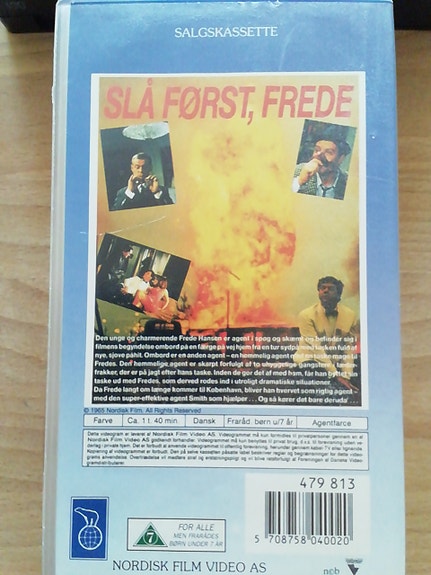 SALGSKASSETTE
SLÅ FØRST, FREDE
Den unge og charmerende Frede Hansen er agent i spøg og skæmt og befinder sig i
filmens begyndelse ombord på en færge på vej hjem fra en tur sydpå med tasken fuld af
nye, sjove påhit. Ombord er en anden agent – en hemmelig agent med en taske magen til
Fredes. Den hemmelige agent er skarpt forfulgt af to uhyggelige gangstere i læder-
frakker, der er på jagt efter hans taske. Inden de gør det af med ham, får han byttet sin
taske ud med Fredes, som derved rodes ind i utroligt dramatiske situationer.
Da Frede langt om længe kommer til København, bliver han hvervet som rigtig agent –
med den super-effektive agent Smith som hjælper... Og så kører det bare deruda'...
© 1965 Nordisk Film. All Rights Reserved
Farve Ca. 1 t. 40 min Dansk Fraråd. børn u/7 år Agentfarce
479 813
7
FOR ALLE
MEN FRARÅDES
BØRN UNDER 7 ÅR
5 708758 040020
NORDISK FILM VIDEO AS
ncb